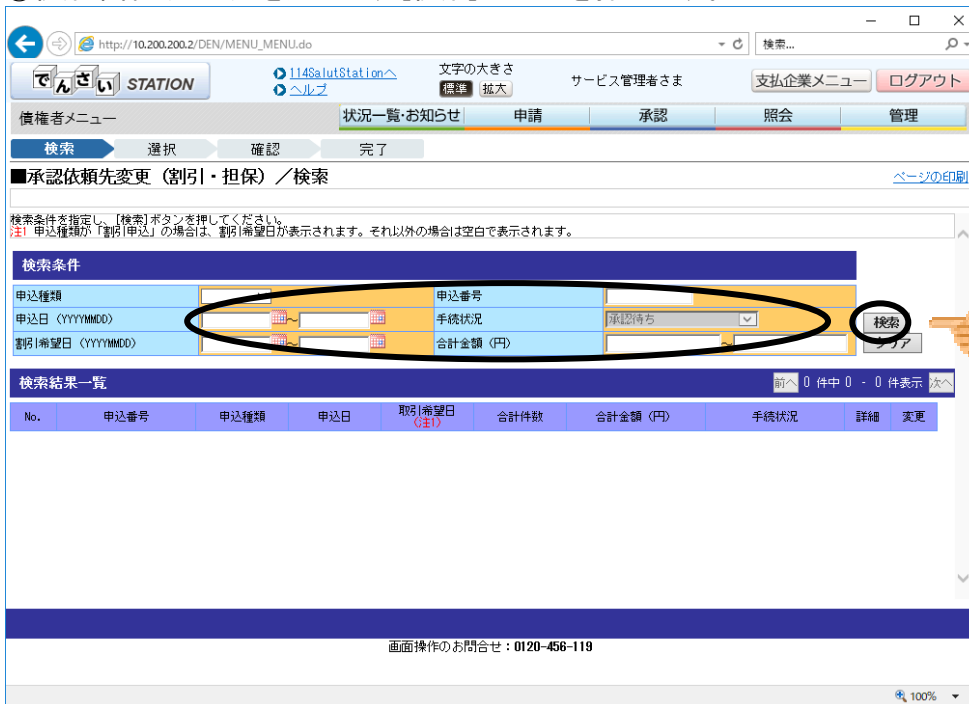 http://10.200.200.2/DEN/MENU_MENU.do
検索...
でんさい STATION
114SalutStationへ
ヘルプ
文字の大きさ
標準 拡大
サービス管理者さま
支払企業メニュー
ログアウト
債権者メニュー
状況一覧・お知らせ 申請 承認 照会 管理
検索 選択 確認 完了
■承認依頼先変更（割引・担保）／検索
ページの印刷
検索条件を指定し、[検索]ボタンを押してください。
注1 申込種類が「割引申込」の場合は、割引希望日が表示されます。それ以外の場合は空白で表示されます。
検索条件
申込種類 申込番号
申込日（YYYYMMDD） ～ 手続状況 承認待ち
割引希望日（YYYYMMDD） ～ 合計金額（円） ～
検索
クリア
検索結果一覧
前へ 0 件中 0 - 0 件表示 次へ
No. 申込番号 申込種類 申込日 取引希望日（注1） 合計件数 合計金額（円） 手続状況 詳細 変更
画面操作のお問合せ：0120-456-119
100%